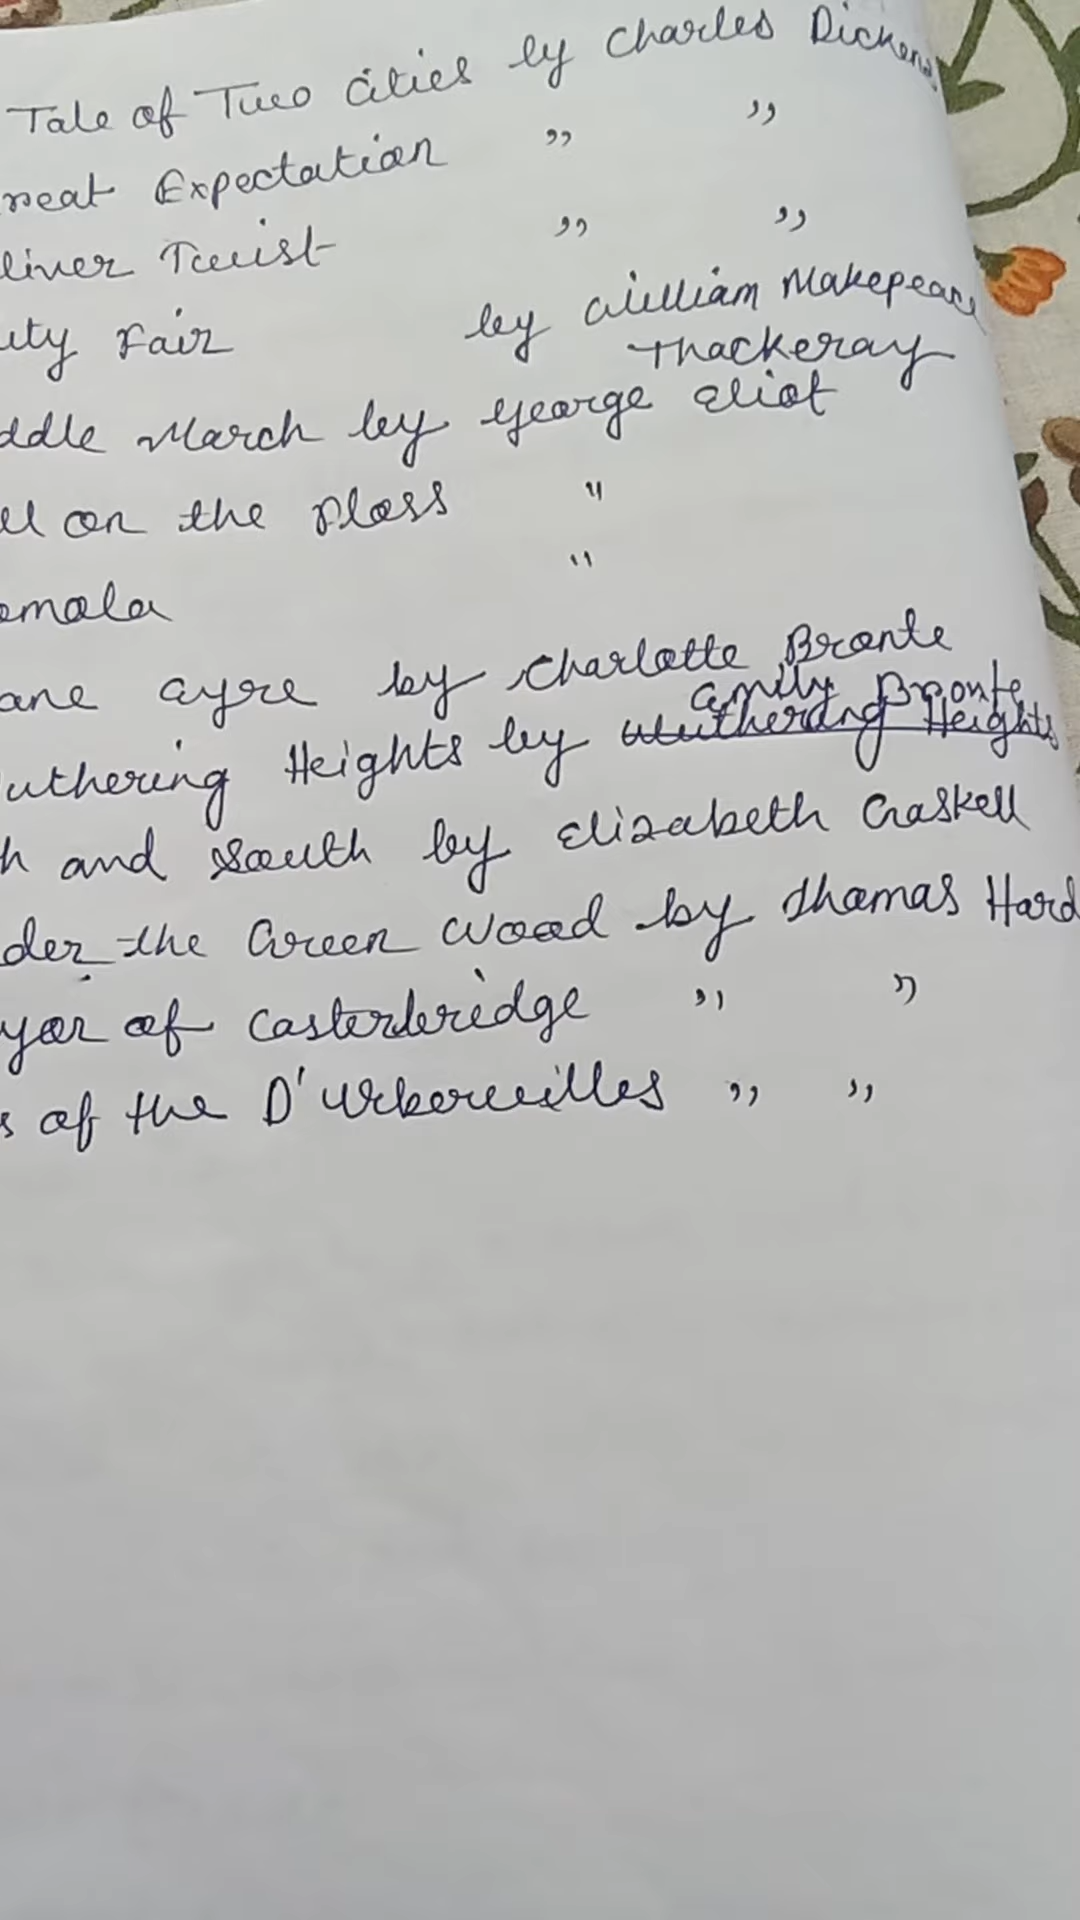 Tale of Two Cities by Charles Dickens
reat Expectation " "
liver Twist " "
ity Fair by William Makepeace
Thackeray
ddle March by George Eliot
ll on the Floss "
omola "
ane Ayre by Charlotte Bronte
Emily Bronte
uthering Heights by Wuthering Heights
h and South by Elizabeth Gaskell
der the Green Wood by Thomas Hard
yor of Casterbridge " "
s of the D'Urbervilles " "